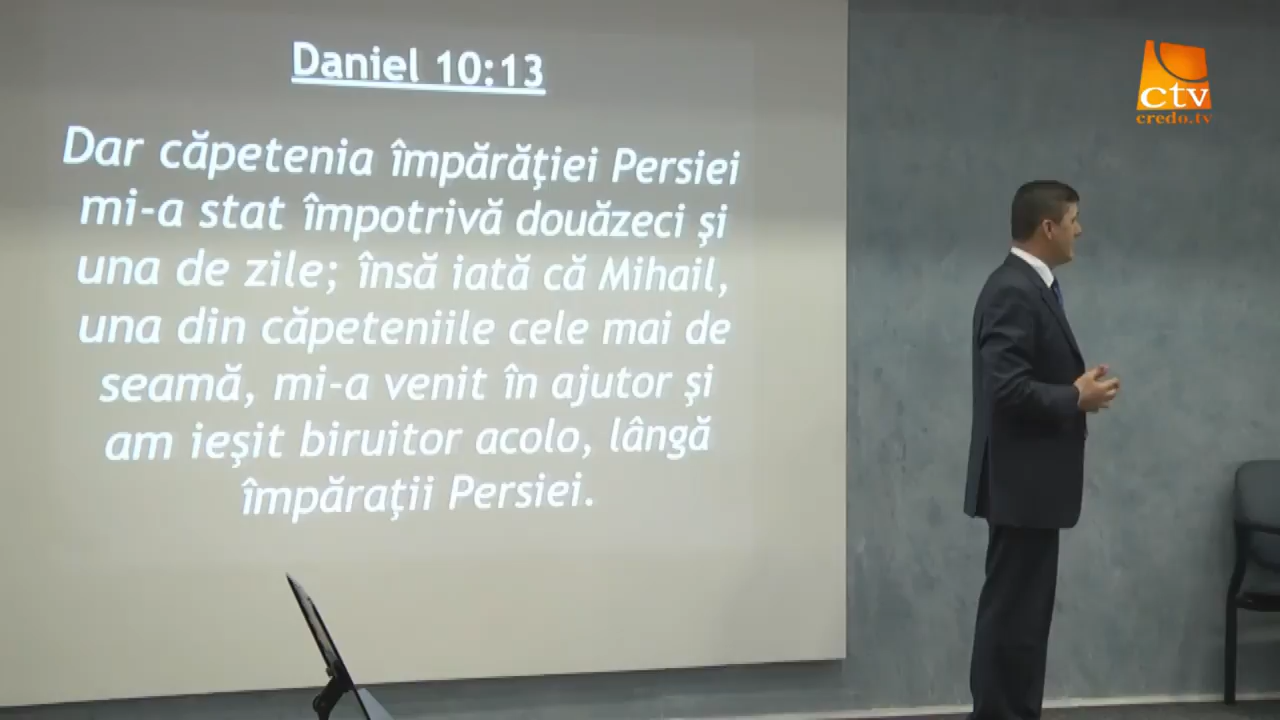 Daniel 10:13
Dar căpetenia împărăţiei Persiei
mi-a stat împotrivă douăzeci şi
una de zile; însă iată că Mihail,
una din căpeteniile cele mai de
seamă, mi-a venit în ajutor şi
am ieşit biruitor acolo, lângă
împăraţii Persiei.
ctv
credo.tv